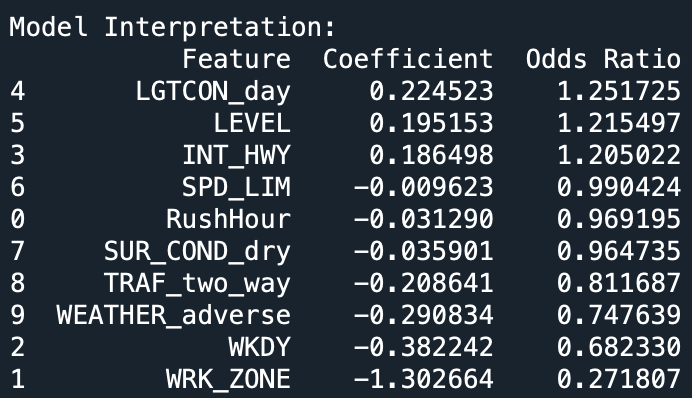 Model Interpretation:
Feature Coefficient Odds Ratio
4 LGTCON_day 0.224523 1.251725
5 LEVEL 0.195153 1.215497
3 INT_HWY 0.186498 1.205022
6 SPD_LIM -0.009623 0.990424
0 RushHour -0.031290 0.969195
7 SUR_COND_dry -0.035901 0.964735
8 TRAF_two_way -0.208641 0.811687
9 WEATHER_adverse -0.290834 0.747639
2 WKDY -0.382242 0.682330
1 WRK_ZONE -1.302664 0.271807